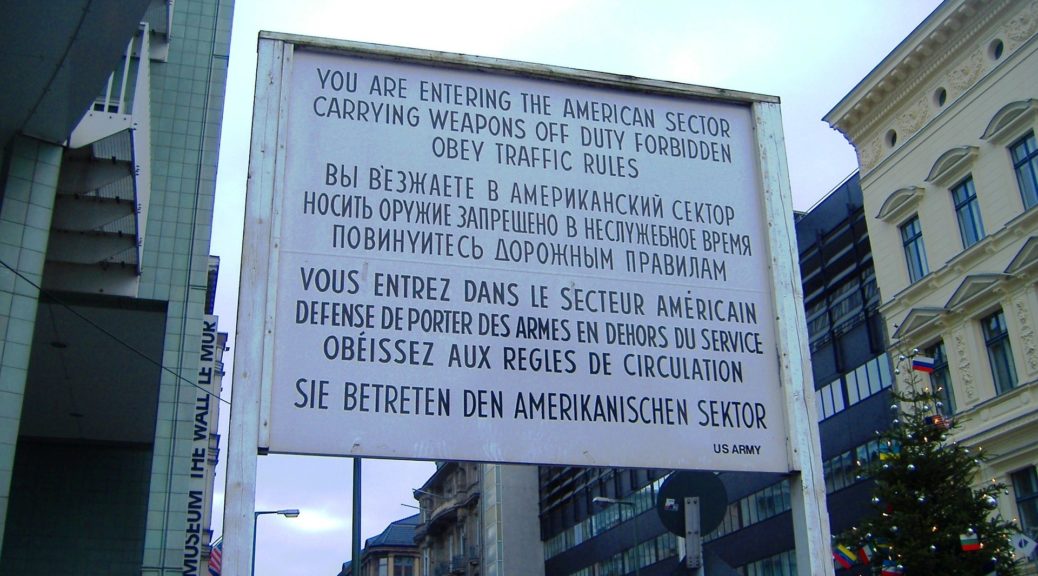 YOU ARE ENTERING THE AMERICAN SECTOR
CARRYING WEAPONS OFF DUTY FORBIDDEN
OBEY TRAFFIC RULES
ВЫ В'ЕЗЖАЕТЕ В АМЕРИКАНСКИЙ СЕКТОР
НОСИТЬ ОРУЖИЕ ЗАПРЕЩЕНО В НЕСЛУЖЕБНОЕ ВРЕМЯ
ПОВИНУЙТЕСЬ ДОРОЖНЫМ ПРАВИЛАМ
VOUS ENTREZ DANS LE SECTEUR AMÉRICAIN
DEFENSE DE PORTER DES ARMES EN DEHORS DU SERVICE
OBÉISSEZ AUX REGLES DE CIRCULATION
SIE BETRETEN DEN AMERIKANISCHEN SEKTOR
US ARMY
MUSEUM THE WALL LE MUR